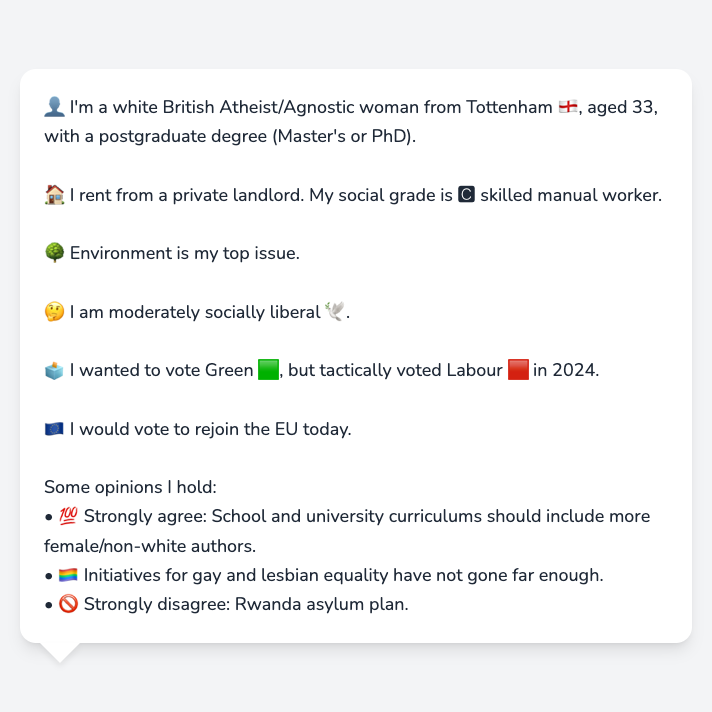 👤 I'm a white British Atheist/Agnostic woman from Tottenham 🏴󠁧󠁢󠁥󠁮󠁧󠁿, aged 33,
with a postgraduate degree (Master's or PhD).
🏠 I rent from a private landlord. My social grade is 🅲 skilled manual worker.
🌳 Environment is my top issue.
🤔 I am moderately socially liberal 🕊️.
🗳️ I wanted to vote Green 🟩, but tactically voted Labour 🟥 in 2024.
🇪🇺 I would vote to rejoin the EU today.
Some opinions I hold:
• 💯 Strongly agree: School and university curriculums should include more
female/non-white authors.
• 🏳️‍🌈 Initiatives for gay and lesbian equality have not gone far enough.
• 🚫 Strongly disagree: Rwanda asylum plan.